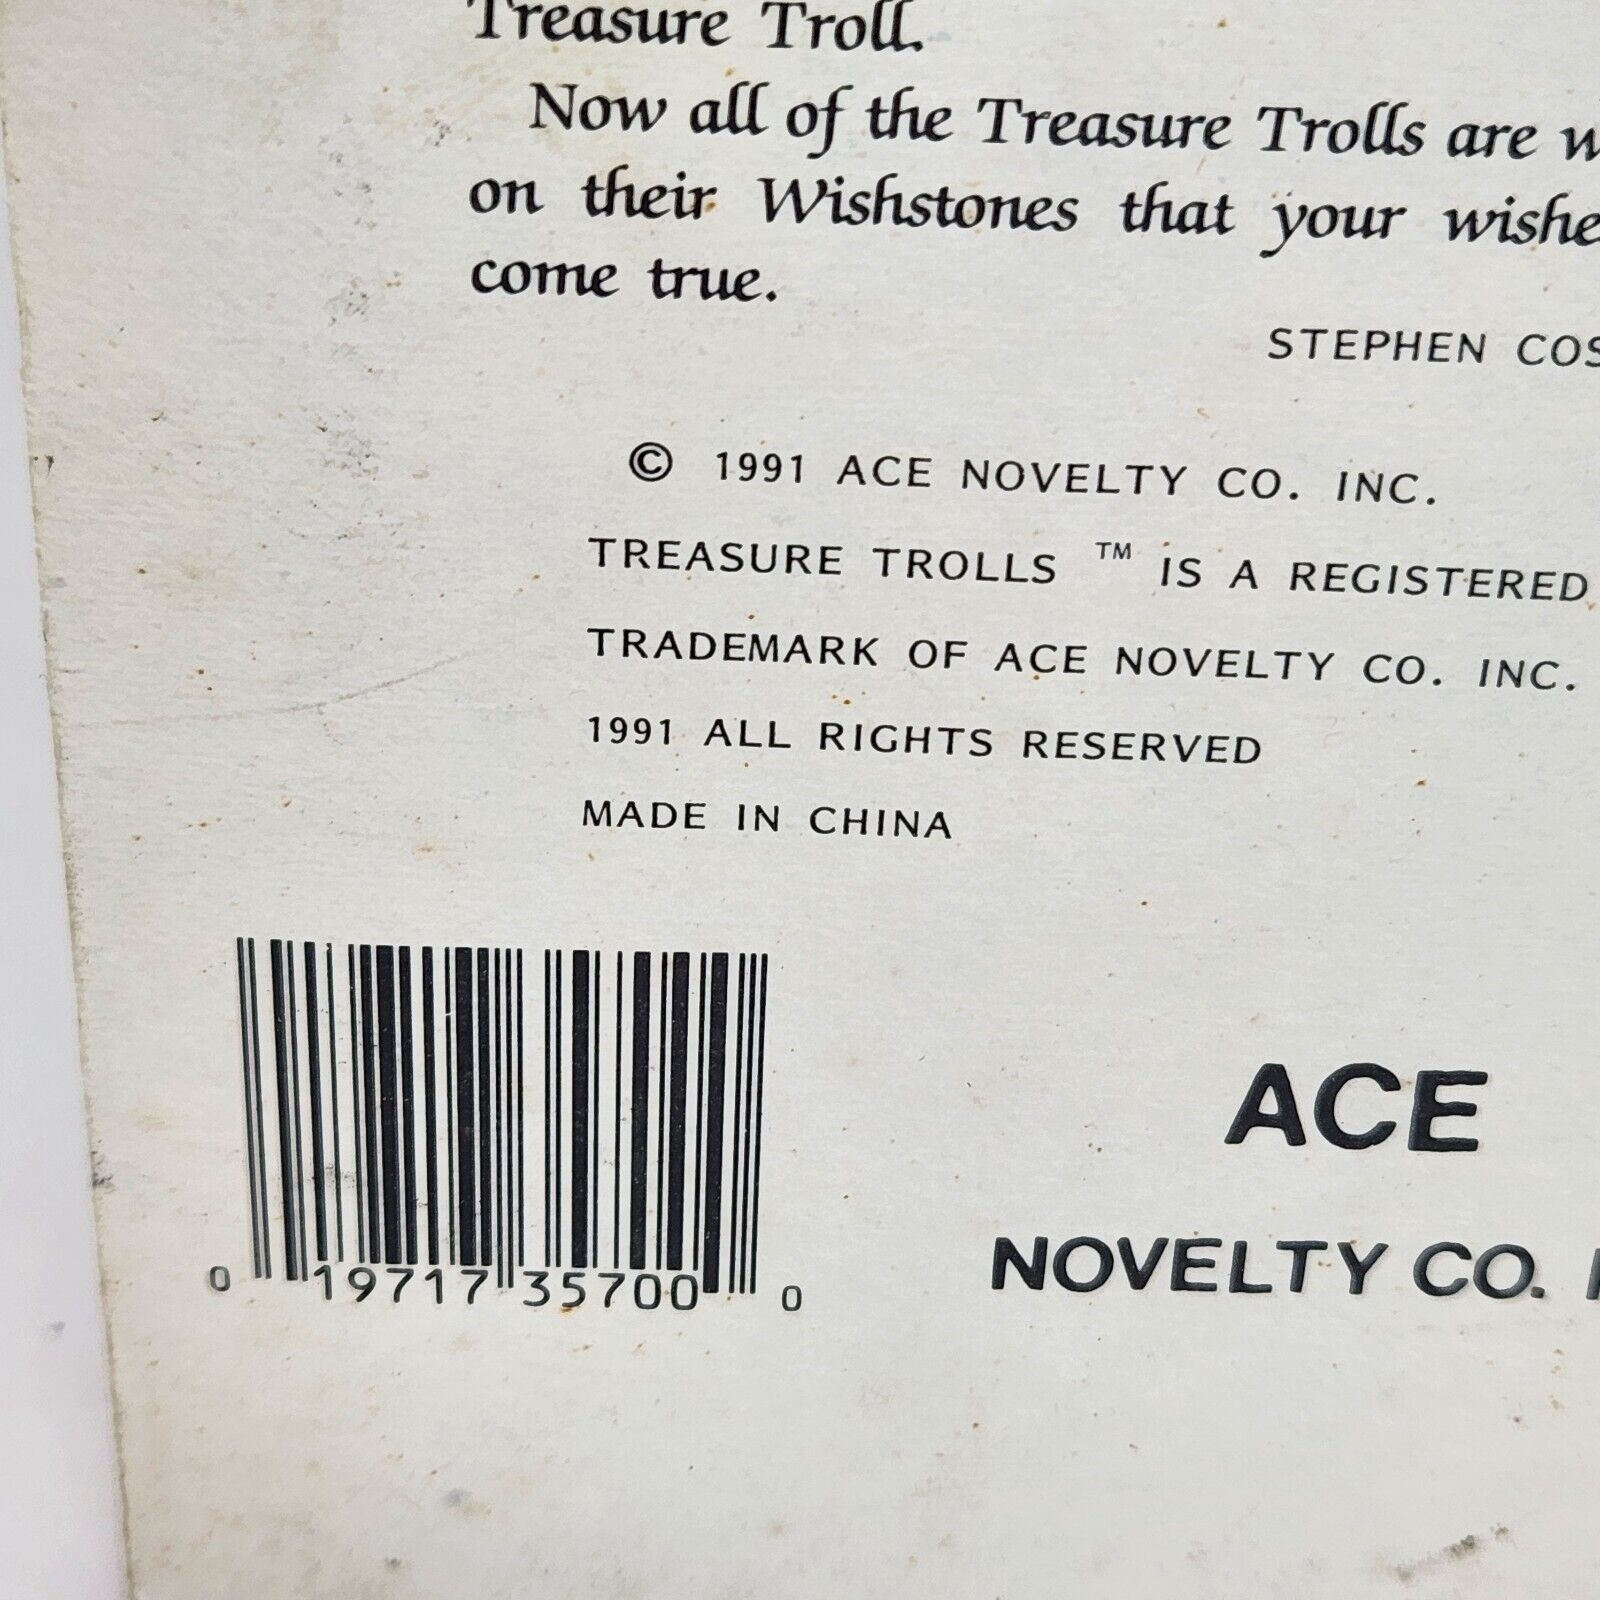 Treasure Troll.
Now all of the Treasure Trolls are
on their Wishstones that your
come true.
STEPHEN
© 1991 ACE NOVELTY CO. INC.
TREASURE TROLLS ™ IS A REGISTERED
TRADEMARK OF ACE NOVELTY CO. INC.
1991 ALL RIGHTS RESERVED
MADE IN CHINA
0 19717 35700 0
ACE
NOVELTY CO.